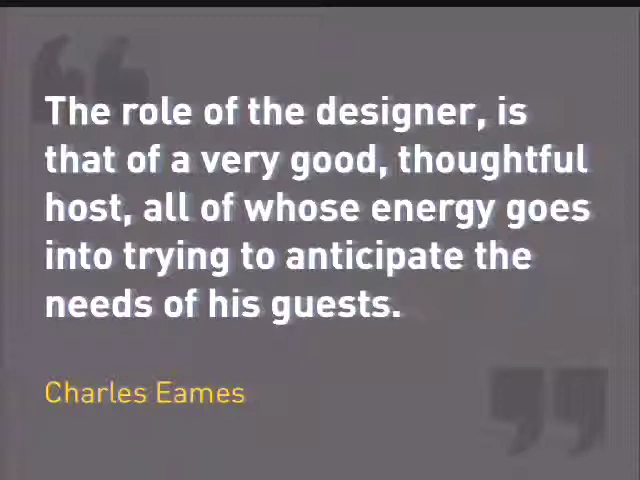 The role of the designer, is
that of a very good, thoughtful
host, all of whose energy goes
into trying to anticipate the
needs of his guests.
Charles Eames